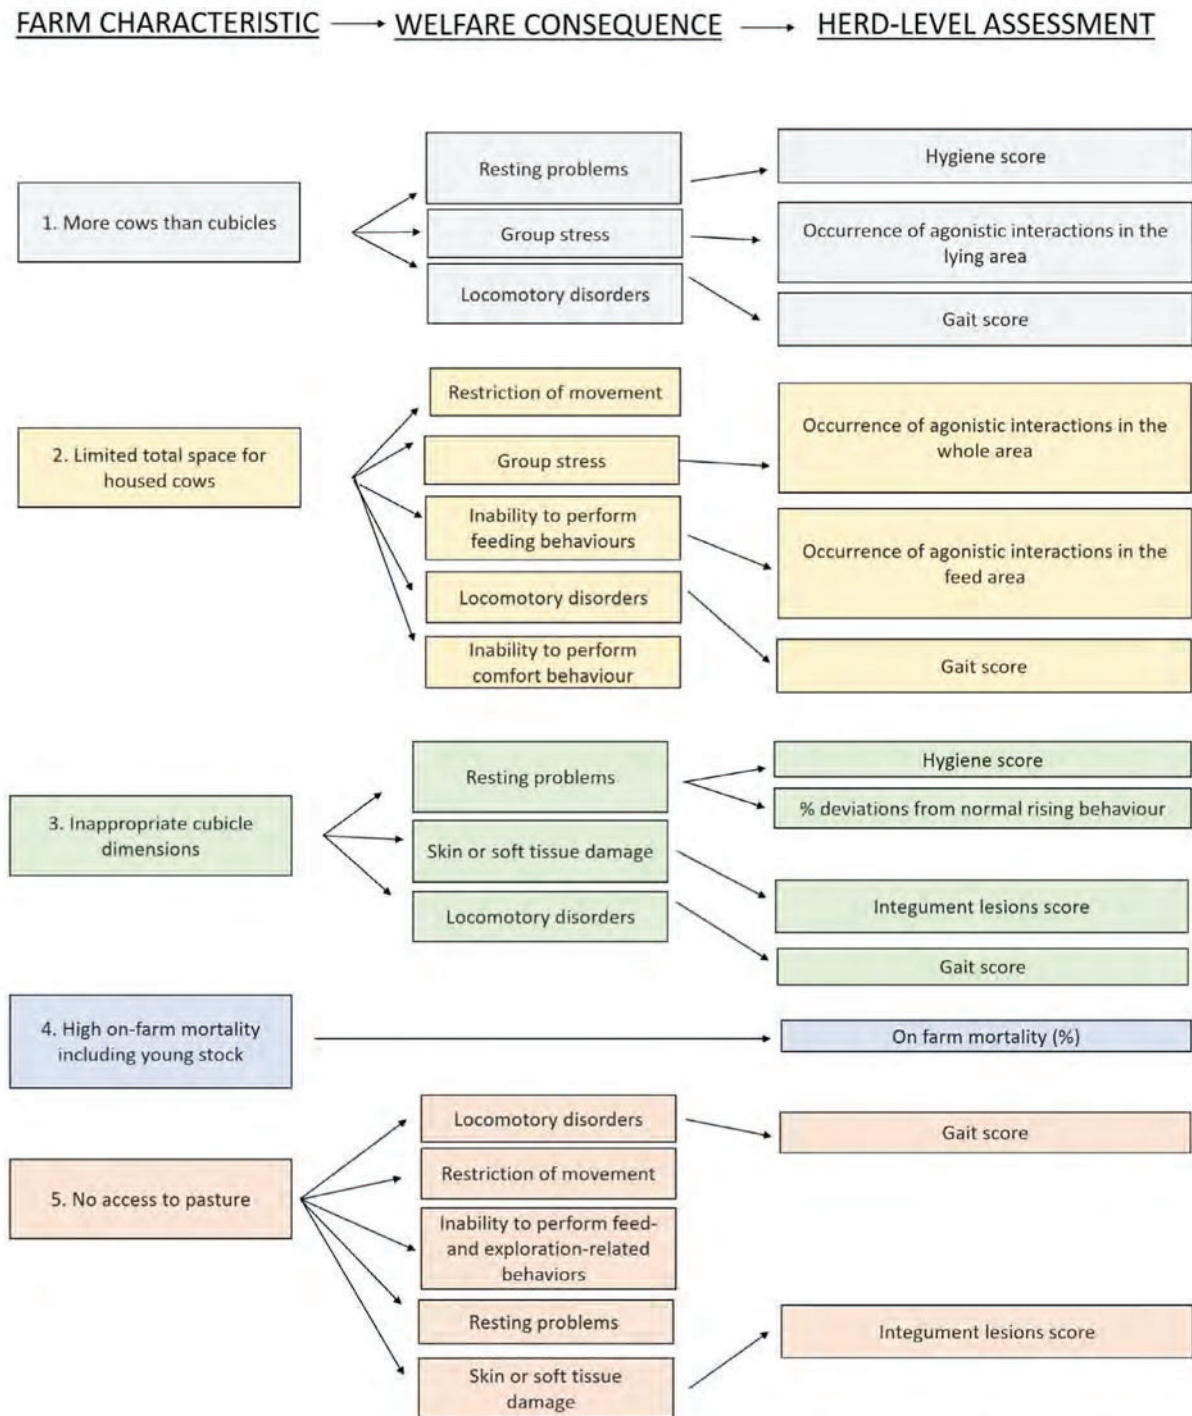 FARM CHARACTERISTIC
WELFARE CONSEQUENCE
HERD-LEVEL ASSESSMENT
1. More cows than cubicles
Resting problems
Group stress
Locomotory disorders
Hygiene score
Occurrence of agonistic interactions in the
lying area
Gait score
2. Limited total space for
housed cows
Restriction of movement
Group stress
Inability to perform
feeding behaviours
Locomotory disorders
Inability to perform
comfort behaviour
Occurrence of agonistic interactions in the
whole area
Occurrence of agonistic interactions in the
feed area
Gait score
3. Inappropriate cubicle
dimensions
Resting problems
Skin or soft tissue damage
Locomotory disorders
Hygiene score
% deviations from normal rising behaviour
Integument lesions score
Gait score
4. High on-farm mortality
including young stock
On farm mortality (%)
5. No access to pasture
Locomotory disorders
Restriction of movement
Inability to perform feed-
and exploration-related
behaviors
Resting problems
Skin or soft tissue
damage
Gait score
Integument lesions score